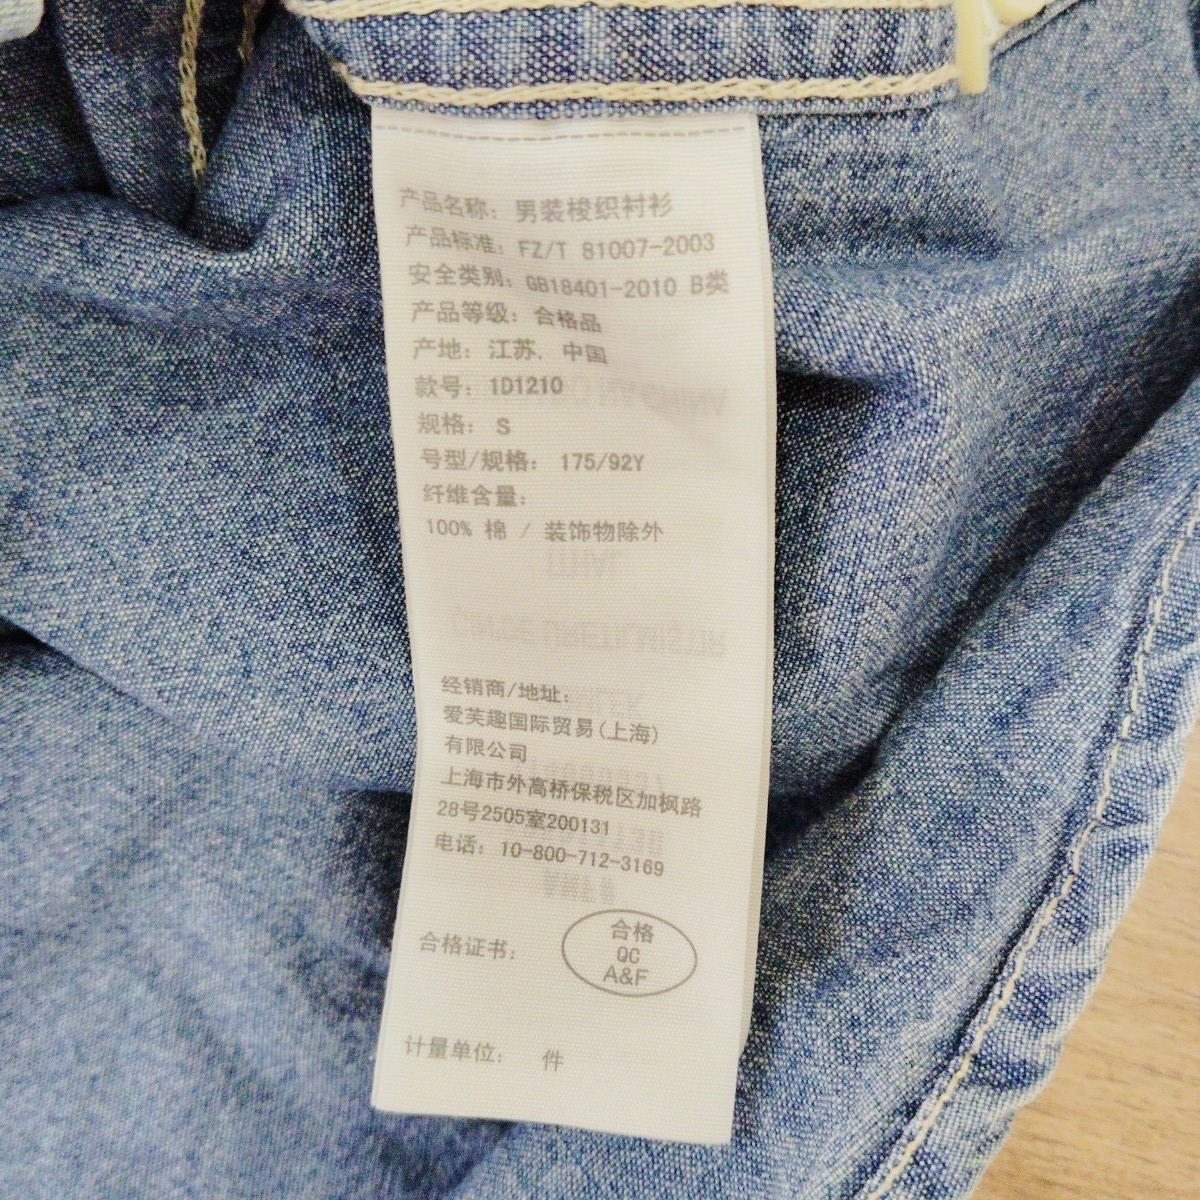 产品名称: 男装梭织衬衫
产品标准: FZ/T 81007-2003
安全类别: GB18401-2010 B类
产品等级: 合格品
产地: 江苏. 中国
款号: 1D1210
规格: S
号型/规格: 175/92Y
纤维含量:
100% 棉 / 装饰物除外
经销商/地址:
爱芙趣国际贸易(上海)
有限公司
上海市外高桥保税区加枫路
28号2505室200131
电话: 10-800-712-3169
合格证书:
合格
QC
A&F
计量单位: 件